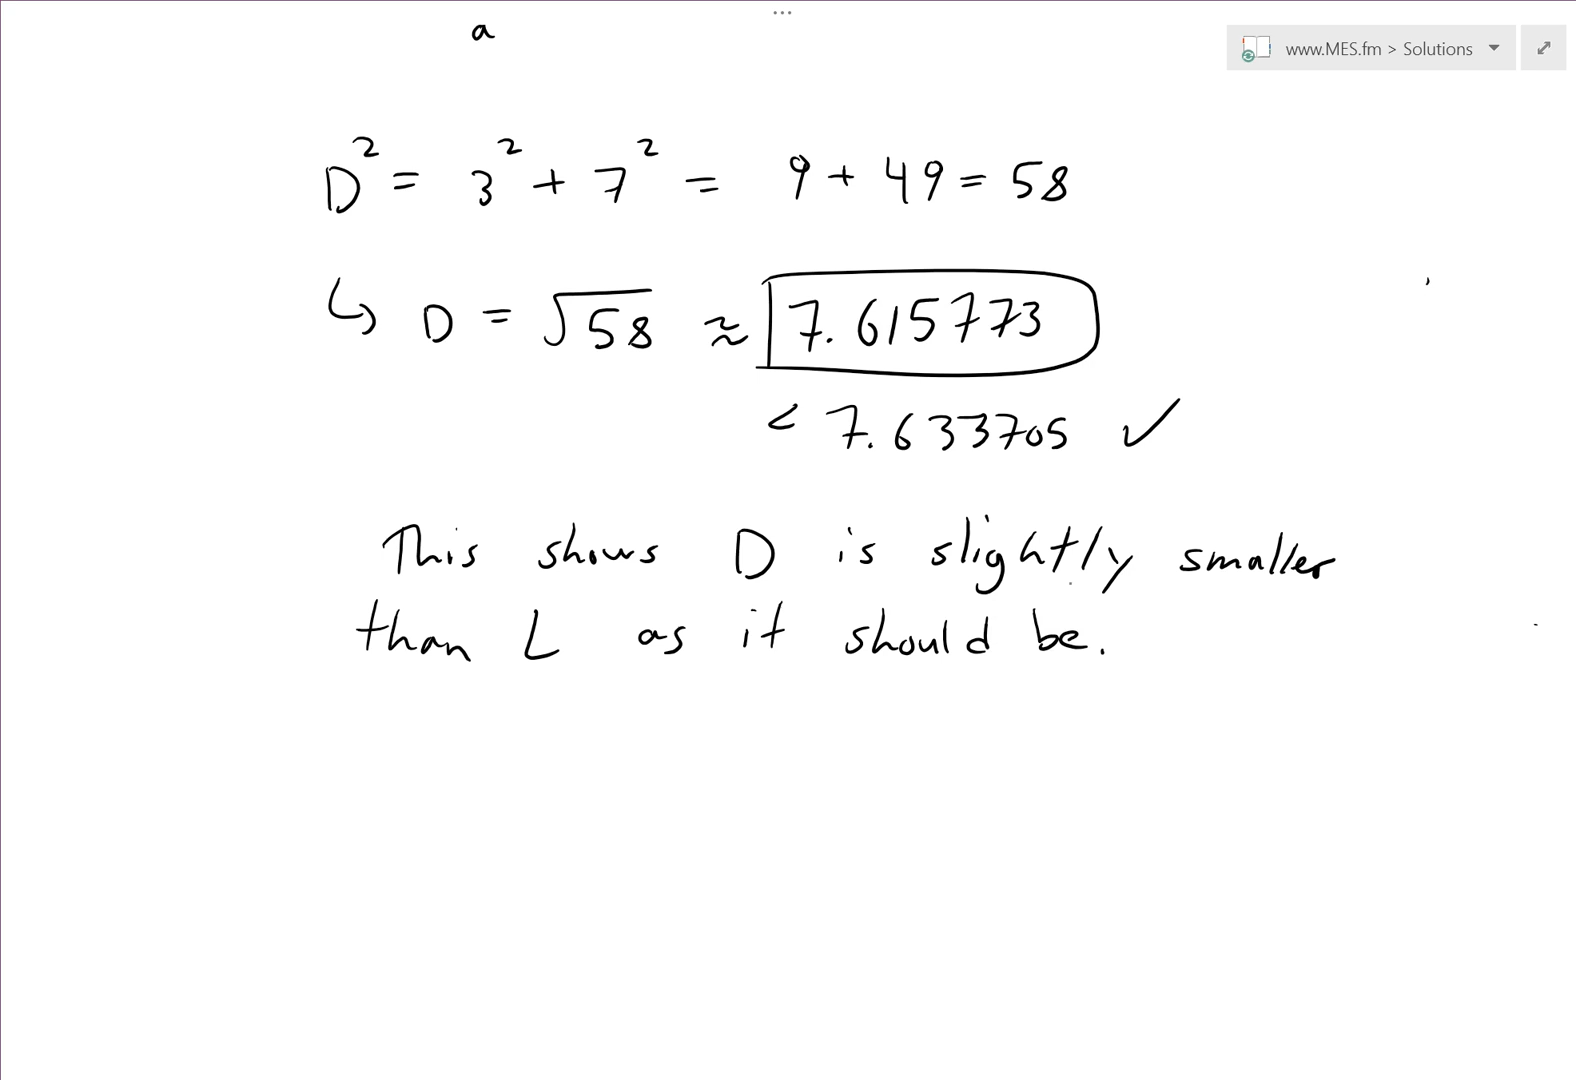 a
www.MES.fm > Solutions
D² = 3² + 7² = 9 + 49 = 58
↳ D = √58 ≈ 7.615773
< 7.633705 ✓
This shows D is slightly smaller
than L as it should be.